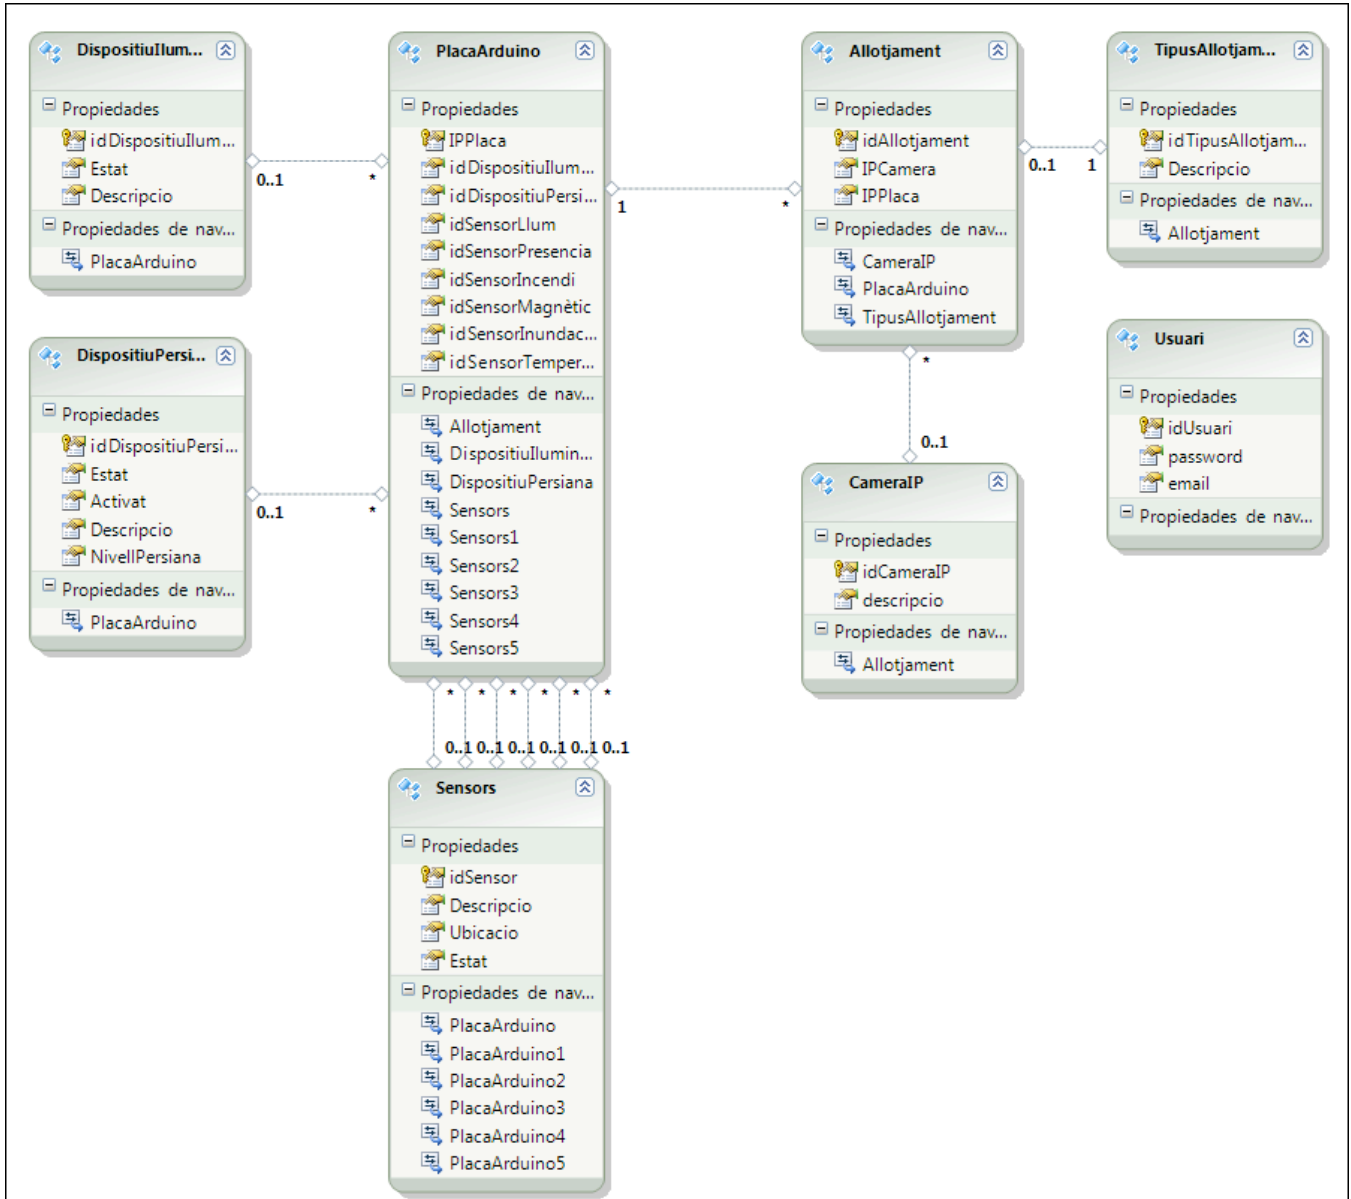 DispositiuIlum...
Propiedades
idDispositiuIlum...
Estat
Descripcio
Propiedades de nav...
PlacaArduino
0..1
*
DispositiuPersi...
Propiedades
idDispositiuPersi...
Estat
Activat
Descripcio
NivellPersiana
Propiedades de nav...
PlacaArduino
0..1
*
PlacaArduino
Propiedades
IPPlaca
idDispositiuIlum...
idDispositiuPersi...
idSensorLlum
idSensorPresencia
idSensorIncendi
idSensorMagnètic
idSensorInundac...
idSensorTemper...
Propiedades de nav...
Allotjament
DispositiuIlumin...
DispositiuPersiana
Sensors
Sensors1
Sensors2
Sensors3
Sensors4
Sensors5
* * * * * *
0..1 0..1 0..1 0..1 0..1 0..1
Sensors
Propiedades
idSensor
Descripcio
Ubicacio
Estat
Propiedades de nav...
PlacaArduino
PlacaArduino1
PlacaArduino2
PlacaArduino3
PlacaArduino4
PlacaArduino5
1
*
Allotjament
Propiedades
idAllotjament
IPCamera
IPPlaca
Propiedades de nav...
CameraIP
PlacaArduino
TipusAllotjament
*
0..1
CameraIP
Propiedades
idCameraIP
descripcio
Propiedades de nav...
Allotjament
0..1
1
TipusAllotjam...
Propiedades
idTipusAllotjam...
Descripcio
Propiedades de nav...
Allotjament
Usuari
Propiedades
idUsuari
password
email
Propiedades de nav...